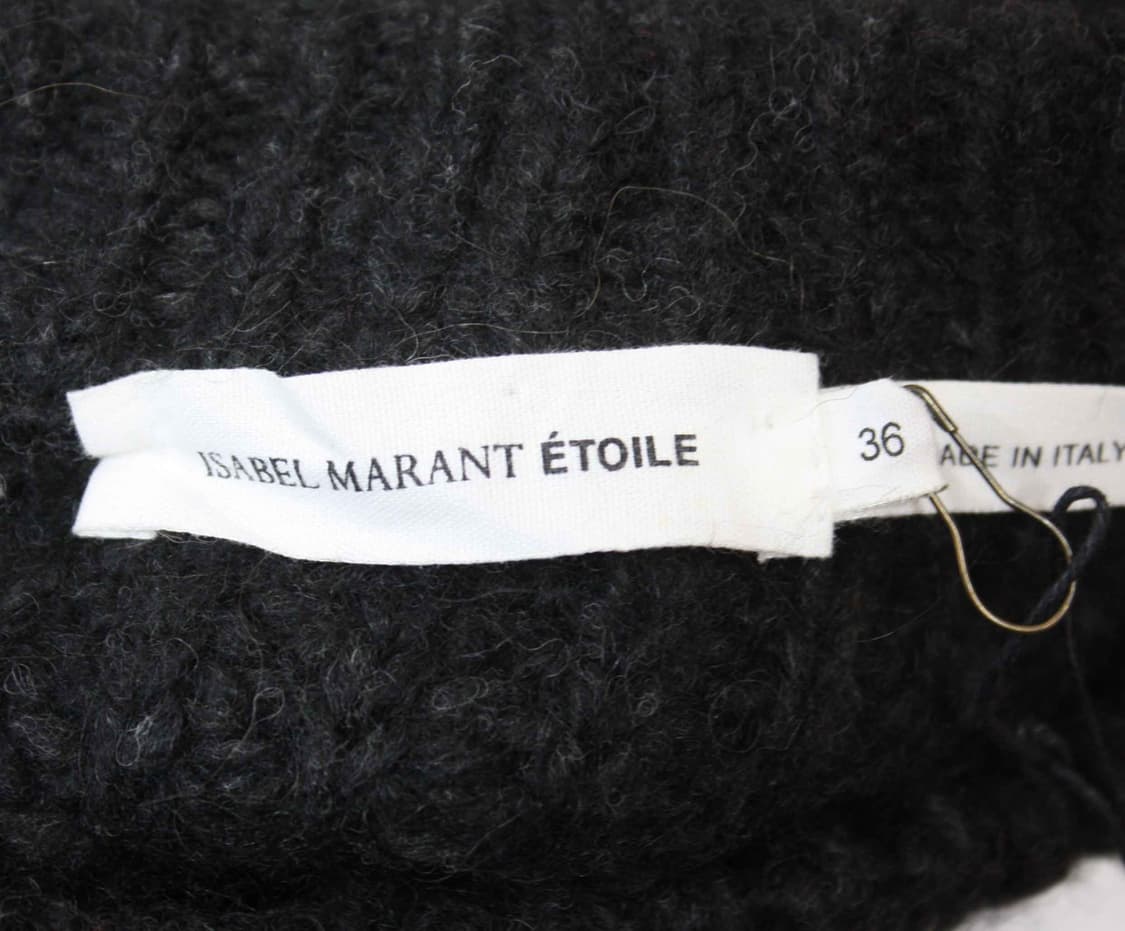 ISABEL MARANT ÉTOILE
36
ADE IN ITALY